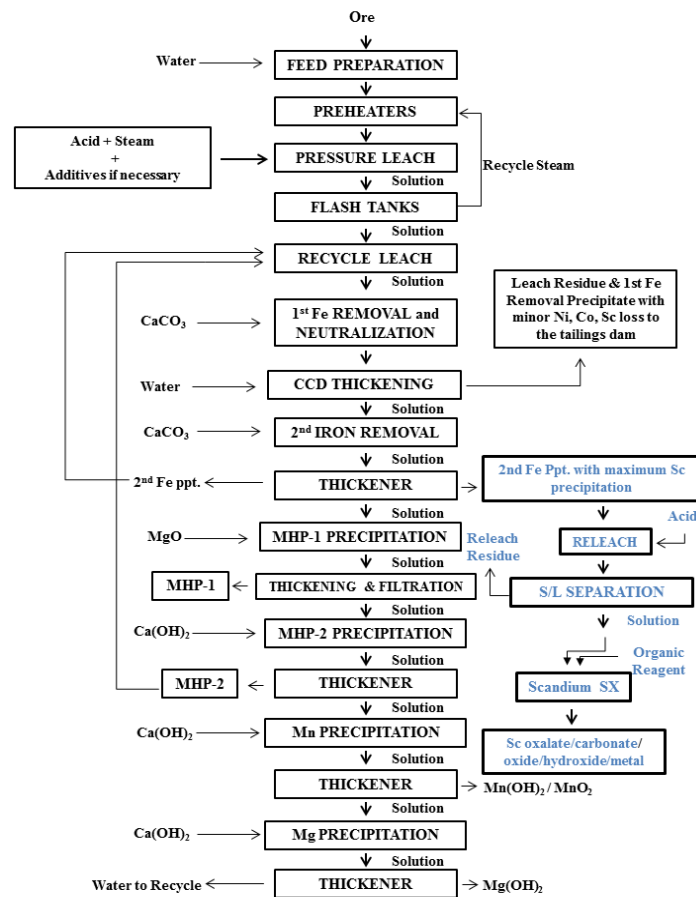 Ore
Water
FEED PREPARATION
PREHEATERS
Acid + Steam
+
Additives if necessary
PRESSURE LEACH
Recycle Steam
Solution
FLASH TANKS
Solution
RECYCLE LEACH
Solution
Leach Residue & 1st Fe
Removal Precipitate with
minor Ni, Co, Sc loss to
the tailings dam
CaCO3
1st Fe REMOVAL and
NEUTRALIZATION
Water
CCD THICKENING
Solution
CaCO3
2nd IRON REMOVAL
Solution
2nd Fe ppt.
THICKENER
2nd Fe Ppt. with maximum Sc
precipitation
Solution
Acid
MgO
MHP-1 PRECIPITATION
Releach
Residue
RELEACH
Solution
MHP-1
THICKENING & FILTRATION
S/L SEPARATION
Solution
Solution
Ca(OH)2
MHP-2 PRECIPITATION
Organic
Reagent
Solution
MHP-2
THICKENER
Scandium SX
Solution
Ca(OH)2
Mn PRECIPITATION
Sc oxalate/carbonate/
oxide/hydroxide/metal
Solution
THICKENER
Mn(OH)2 / MnO2
Solution
Ca(OH)2
Mg PRECIPITATION
Solution
Water to Recycle
THICKENER
Mg(OH)2